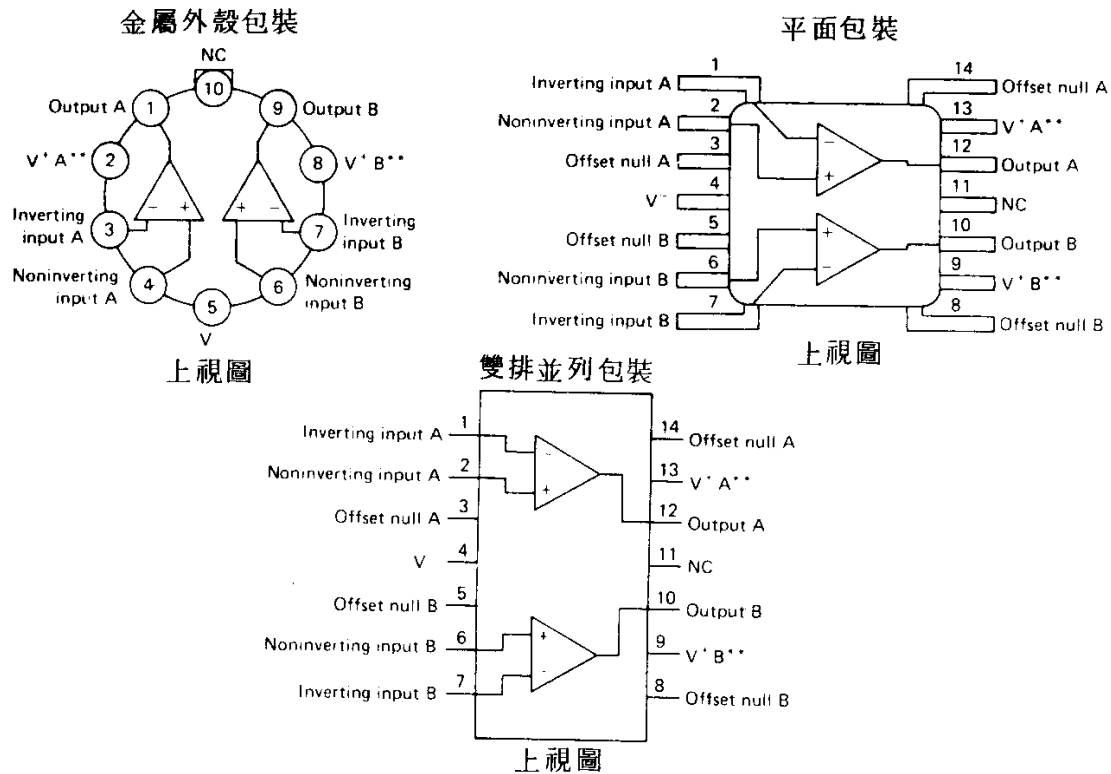 金屬外殼包裝
NC
10
Output A 1
9 Output B
V+A** 2
8 V+B**
Inverting
input A 3
7 Inverting
input B
Noninverting
input A 4
6 Noninverting
input B
5
V
− +
+ −
上視圖
平面包裝
1
Inverting input A
2
Noninverting input A
3
Offset null A
4
V-
5
Offset null B
6
Noninverting input B
7
Inverting input B
14
Offset null A
13
V+A**
12
Output A
11
NC
10
Output B
9
V+B**
8
Offset null B
−
+
+
−
上視圖
雙排並列包裝
1
Inverting input A
2
Noninverting input A
3
Offset null A
4
V
5
Offset null B
6
Noninverting input B
7
Inverting input B
14
Offset null A
13
V+A**
12
Output A
11
NC
10
Output B
9
V+B**
8
Offset null B
-
+
+
-
上視圖